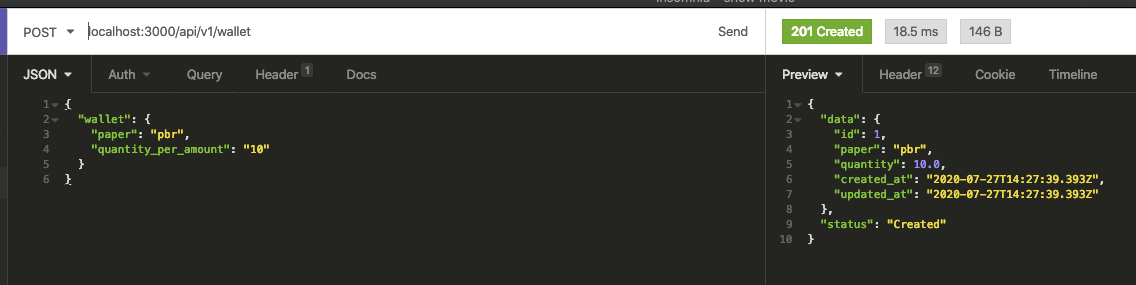 Insomnia - show movie
POST localhost:3000/api/v1/wallet Send 201 Created 18.5 ms 146 B
JSON Auth Query Header 1 Docs
1 {
2 "wallet": {
3 "paper": "pbr",
4 "quantity_per_amount": "10"
5 }
6 }
Preview Header 12 Cookie Timeline
1 {
2 "data": {
3 "id": 1,
4 "paper": "pbr",
5 "quantity": 10.0,
6 "created_at": "2020-07-27T14:27:39.393Z",
7 "updated_at": "2020-07-27T14:27:39.393Z"
8 },
9 "status": "Created"
10 }